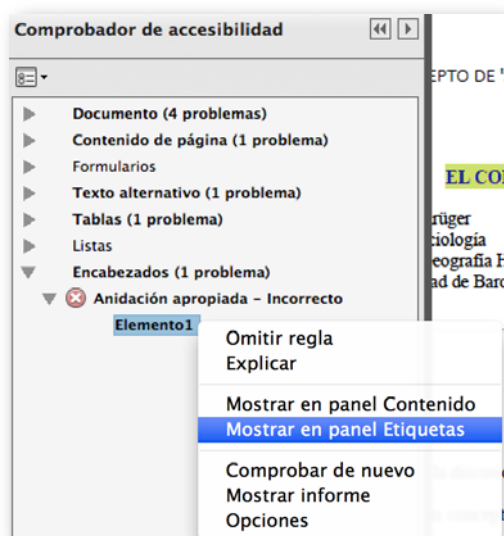 Comprobador de accesibilidad
EPTO DE "
Documento (4 problemas)
Contenido de página (1 problema)
Formularios
Texto alternativo (1 problema)
Tablas (1 problema)
Listas
Encabezados (1 problema)
Anidación apropiada – Incorrecto
Elemento1
EL CO
rüger
ciología
eografía H
ad de Barc
Omitir regla
Explicar
Mostrar en panel Contenido
Mostrar en panel Etiquetas
Comprobar de nuevo
Mostrar informe
Opciones